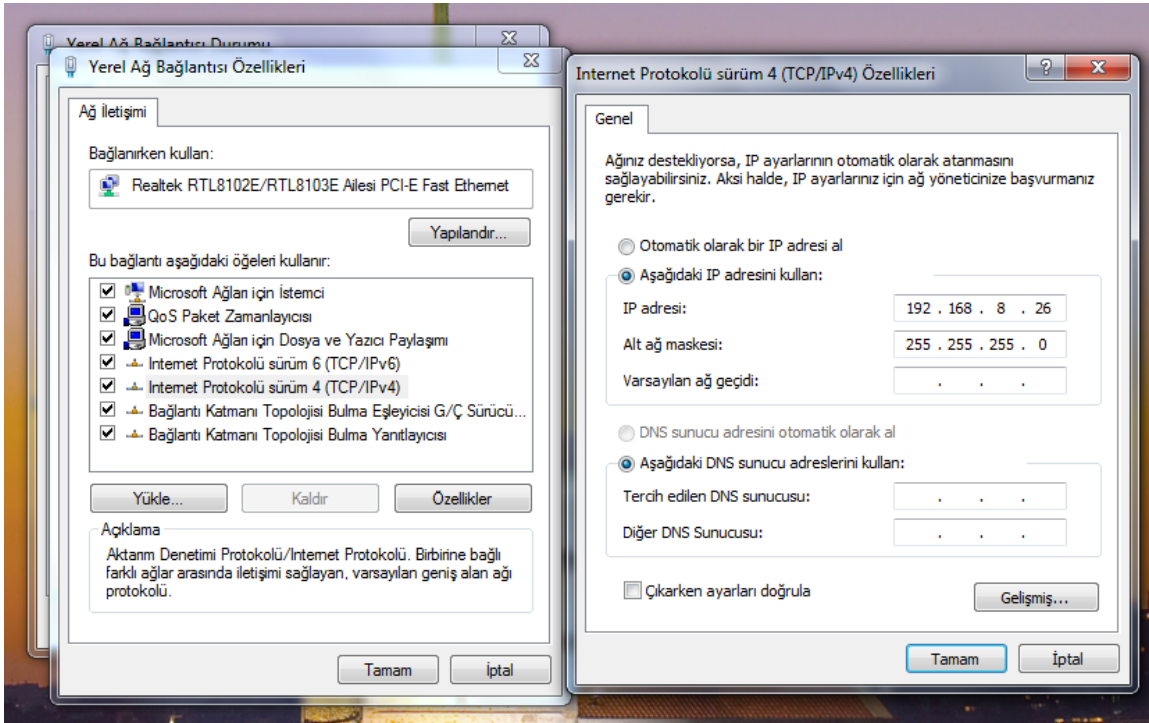 Yerel Ağ Bağlantısı Durumu
Yerel Ağ Bağlantısı Özellikleri
Ağ İletişimi
Bağlanırken kullan:
Realtek RTL8102E/RTL8103E Ailesi PCI-E Fast Ethernet
Yapılandır...
Bu bağlantı aşağıdaki öğeleri kullanır:
Microsoft Ağları için İstemci
QoS Paket Zamanlayıcısı
Microsoft Ağları için Dosya ve Yazıcı Paylaşımı
Internet Protokolü sürüm 6 (TCP/IPv6)
Internet Protokolü sürüm 4 (TCP/IPv4)
Bağlantı Katmanı Topolojisi Bulma Eşleyicisi G/Ç Sürücü...
Bağlantı Katmanı Topolojisi Bulma Yanıtlayıcısı
Yükle...
Kaldır
Özellikler
Açıklama
Aktarım Denetimi Protokolü/Internet Protokolü. Birbirine bağlı
farklı ağlar arasında iletişimi sağlayan, varsayılan geniş alan ağı
protokolü.
Tamam
İptal
Internet Protokolü sürüm 4 (TCP/IPv4) Özellikleri
Genel
Ağınız destekliyorsa, IP ayarlarının otomatik olarak atanmasını
sağlayabilirsiniz. Aksi halde, IP ayarlarınız için ağ yöneticinize başvurmanız
gerekir.
Otomatik olarak bir IP adresi al
Aşağıdaki IP adresini kullan:
IP adresi: 192 . 168 . 8 . 26
Alt ağ maskesi: 255 . 255 . 255 . 0
Varsayılan ağ geçidi: . . .
DNS sunucu adresini otomatik olarak al
Aşağıdaki DNS sunucu adreslerini kullan:
Tercih edilen DNS sunucusu: . . .
Diğer DNS Sunucusu: . . .
Çıkarken ayarları doğrula
Gelişmiş...
Tamam
İptal